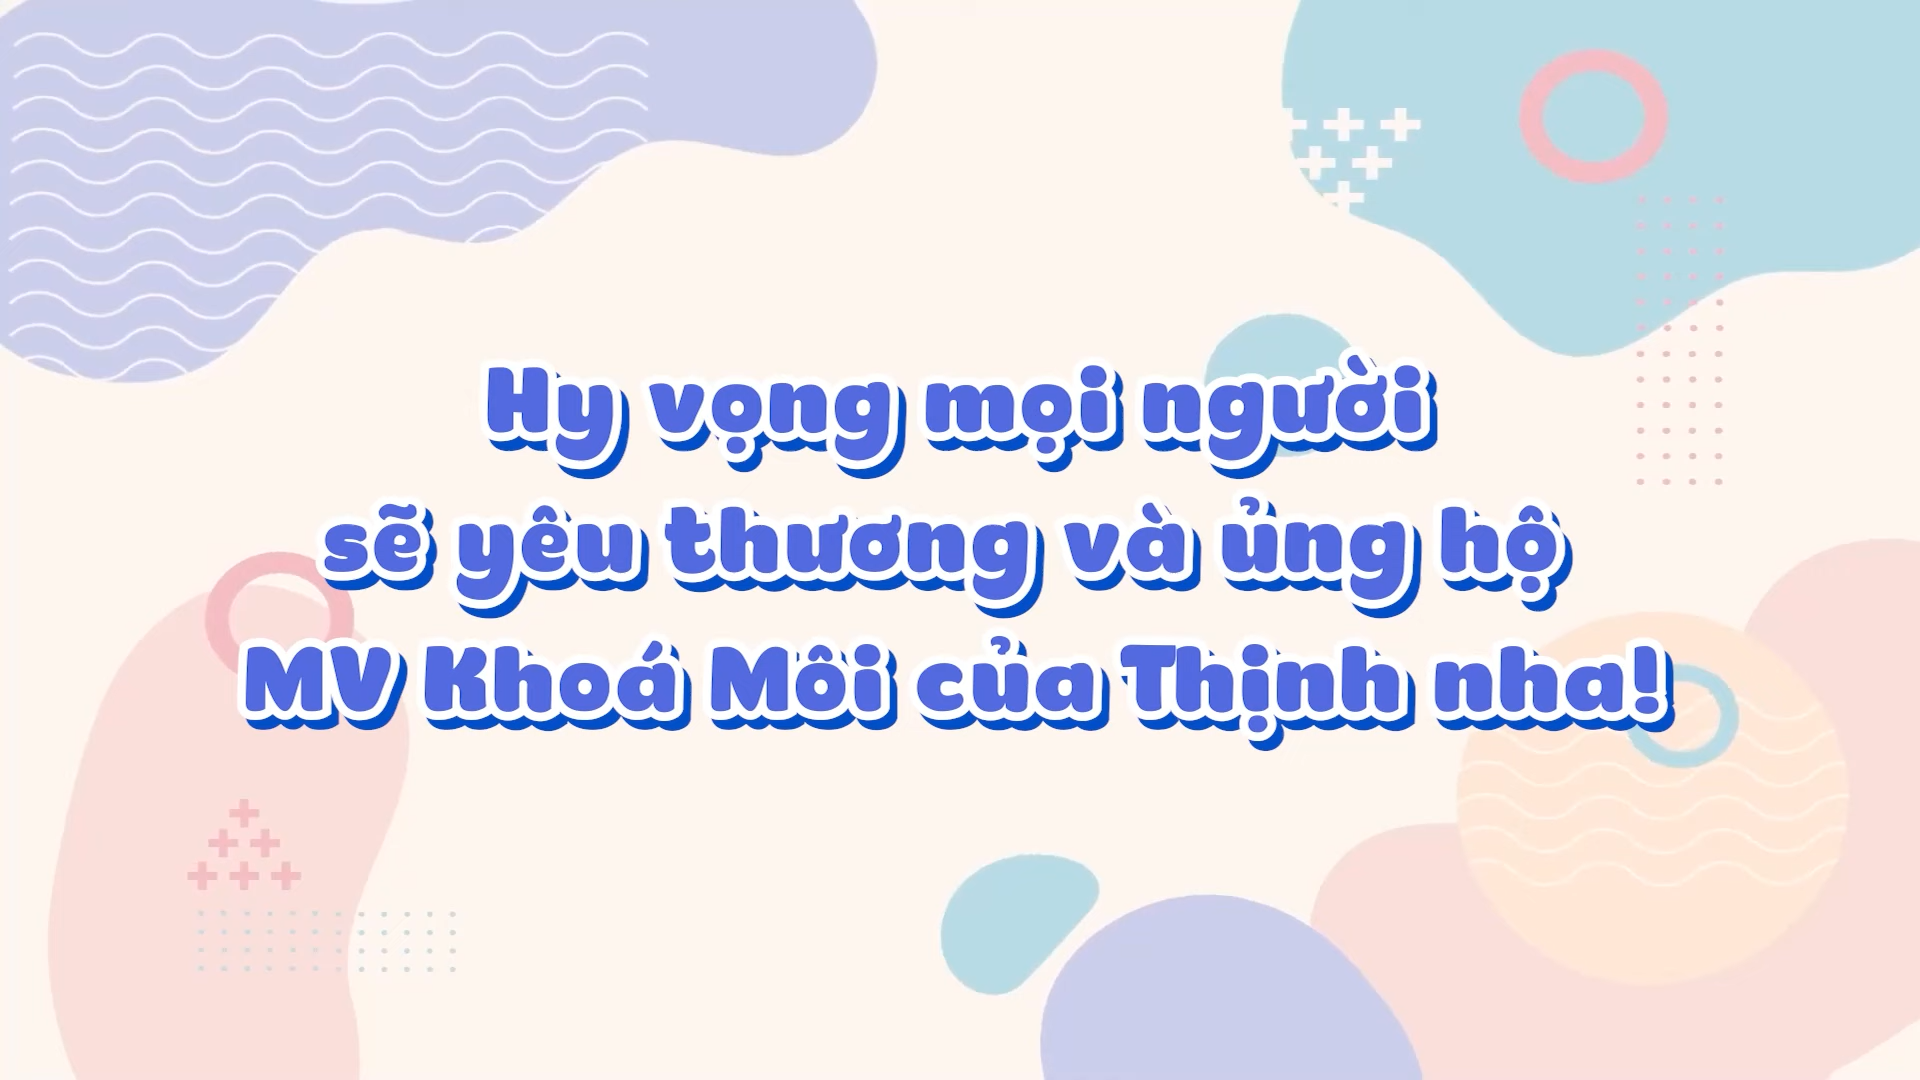 Hy vọng mọi người
sẽ yêu thương và ủng hộ
MV Khoá Môi của Thịnh nha!